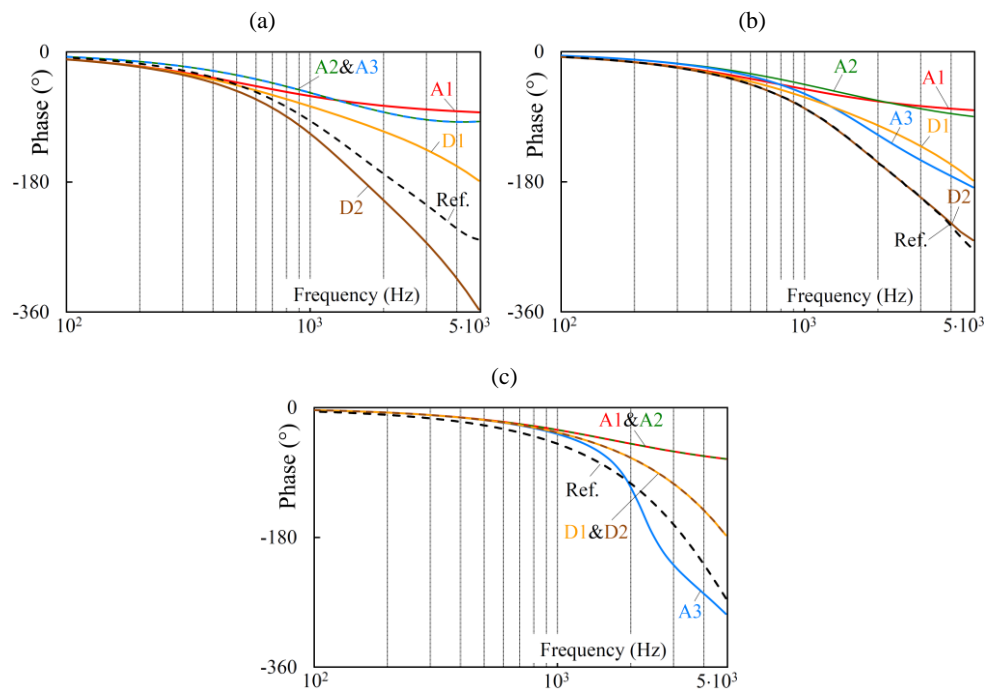 (a)
Phase (°)
0
-180
-360
A2&A3
A1
D1
Ref.
D2
Frequency (Hz)
10²
10³
5·10³
(b)
Phase (°)
0
-180
-360
A2
A1
A3
D1
D2
Ref.
Frequency (Hz)
10²
10³
5·10³
(c)
Phase (°)
0
-180
-360
A1&A2
Ref.
D1&D2
A3
Frequency (Hz)
10²
10³
5·10³